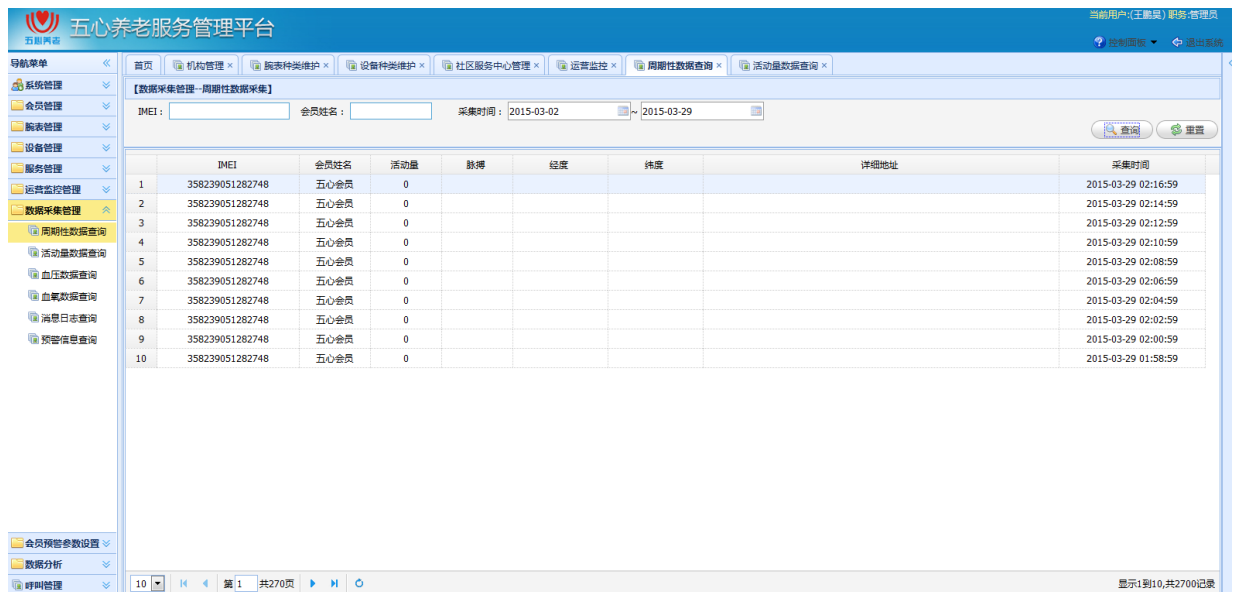 当前用户:(王鹏昊) 职务:管理员
五心养老服务管理平台
控制面板 退出系统
导航菜单
首页 机构管理 × 腕表种类维护 × 设备种类维护 × 社区服务中心管理 × 运营监控 × 周期性数据查询 × 活动量数据查询 ×
系统管理
会员管理
腕表管理
设备管理
服务管理
运营监控管理
数据采集管理
周期性数据查询
活动量数据查询
血压数据查询
血氧数据查询
消息日志查询
预警信息查询
会员预警参数设置
数据分析
呼叫管理
【数据采集管理--周期性数据采集】
IMEI： 会员姓名： 采集时间： 2015-03-02 ~ 2015-03-29
查询 重置
IMEI 会员姓名 活动量 脉搏 经度 纬度 详细地址 采集时间
1 358239051282748 五心会员 0 2015-03-29 02:16:59
2 358239051282748 五心会员 0 2015-03-29 02:14:59
3 358239051282748 五心会员 0 2015-03-29 02:12:59
4 358239051282748 五心会员 0 2015-03-29 02:10:59
5 358239051282748 五心会员 0 2015-03-29 02:08:59
6 358239051282748 五心会员 0 2015-03-29 02:06:59
7 358239051282748 五心会员 0 2015-03-29 02:04:59
8 358239051282748 五心会员 0 2015-03-29 02:02:59
9 358239051282748 五心会员 0 2015-03-29 02:00:59
10 358239051282748 五心会员 0 2015-03-29 01:58:59
10 第 1 共270页 显示1到10,共2700记录